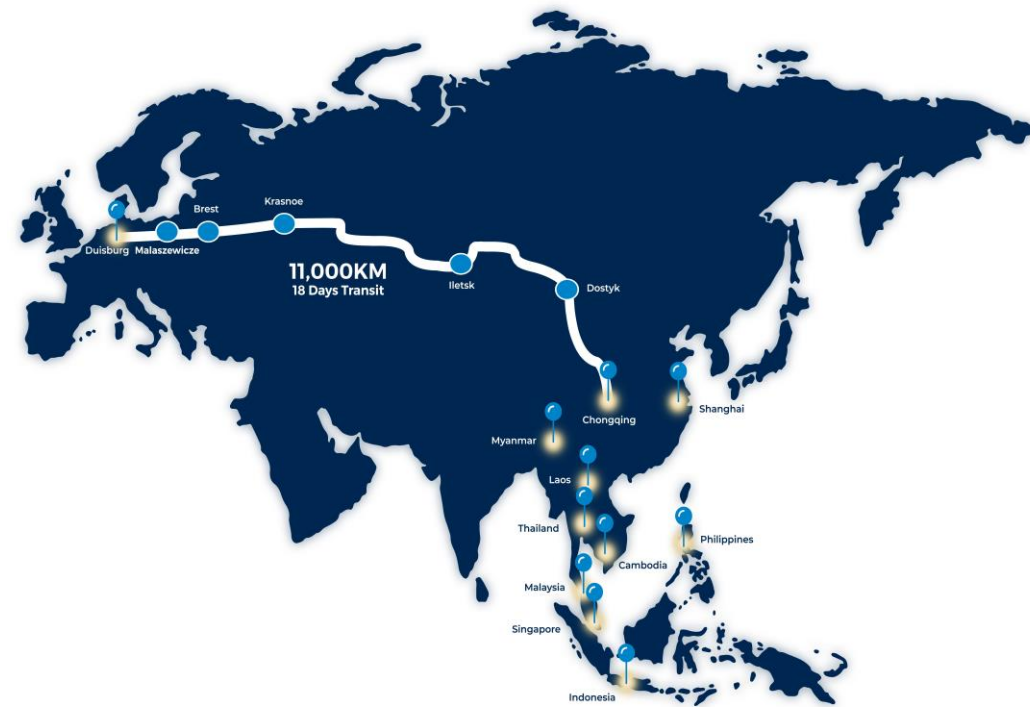 Brest
Krasnoe
Duisburg
Malaszewicze
11,000KM
18 Days Transit
Iletsk
Dostyk
Chongqing
Shanghai
Myanmar
Laos
Thailand
Cambodia
Philippines
Malaysia
Singapore
Indonesia